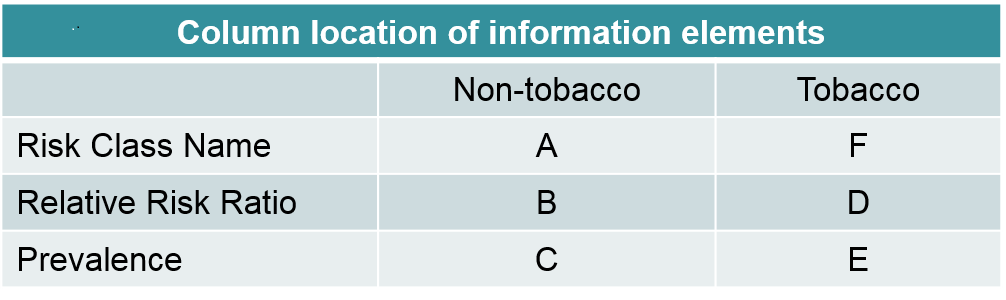 Column location of information elements
Non-tobacco Tobacco
Risk Class Name A F
Relative Risk Ratio B D
Prevalence C E